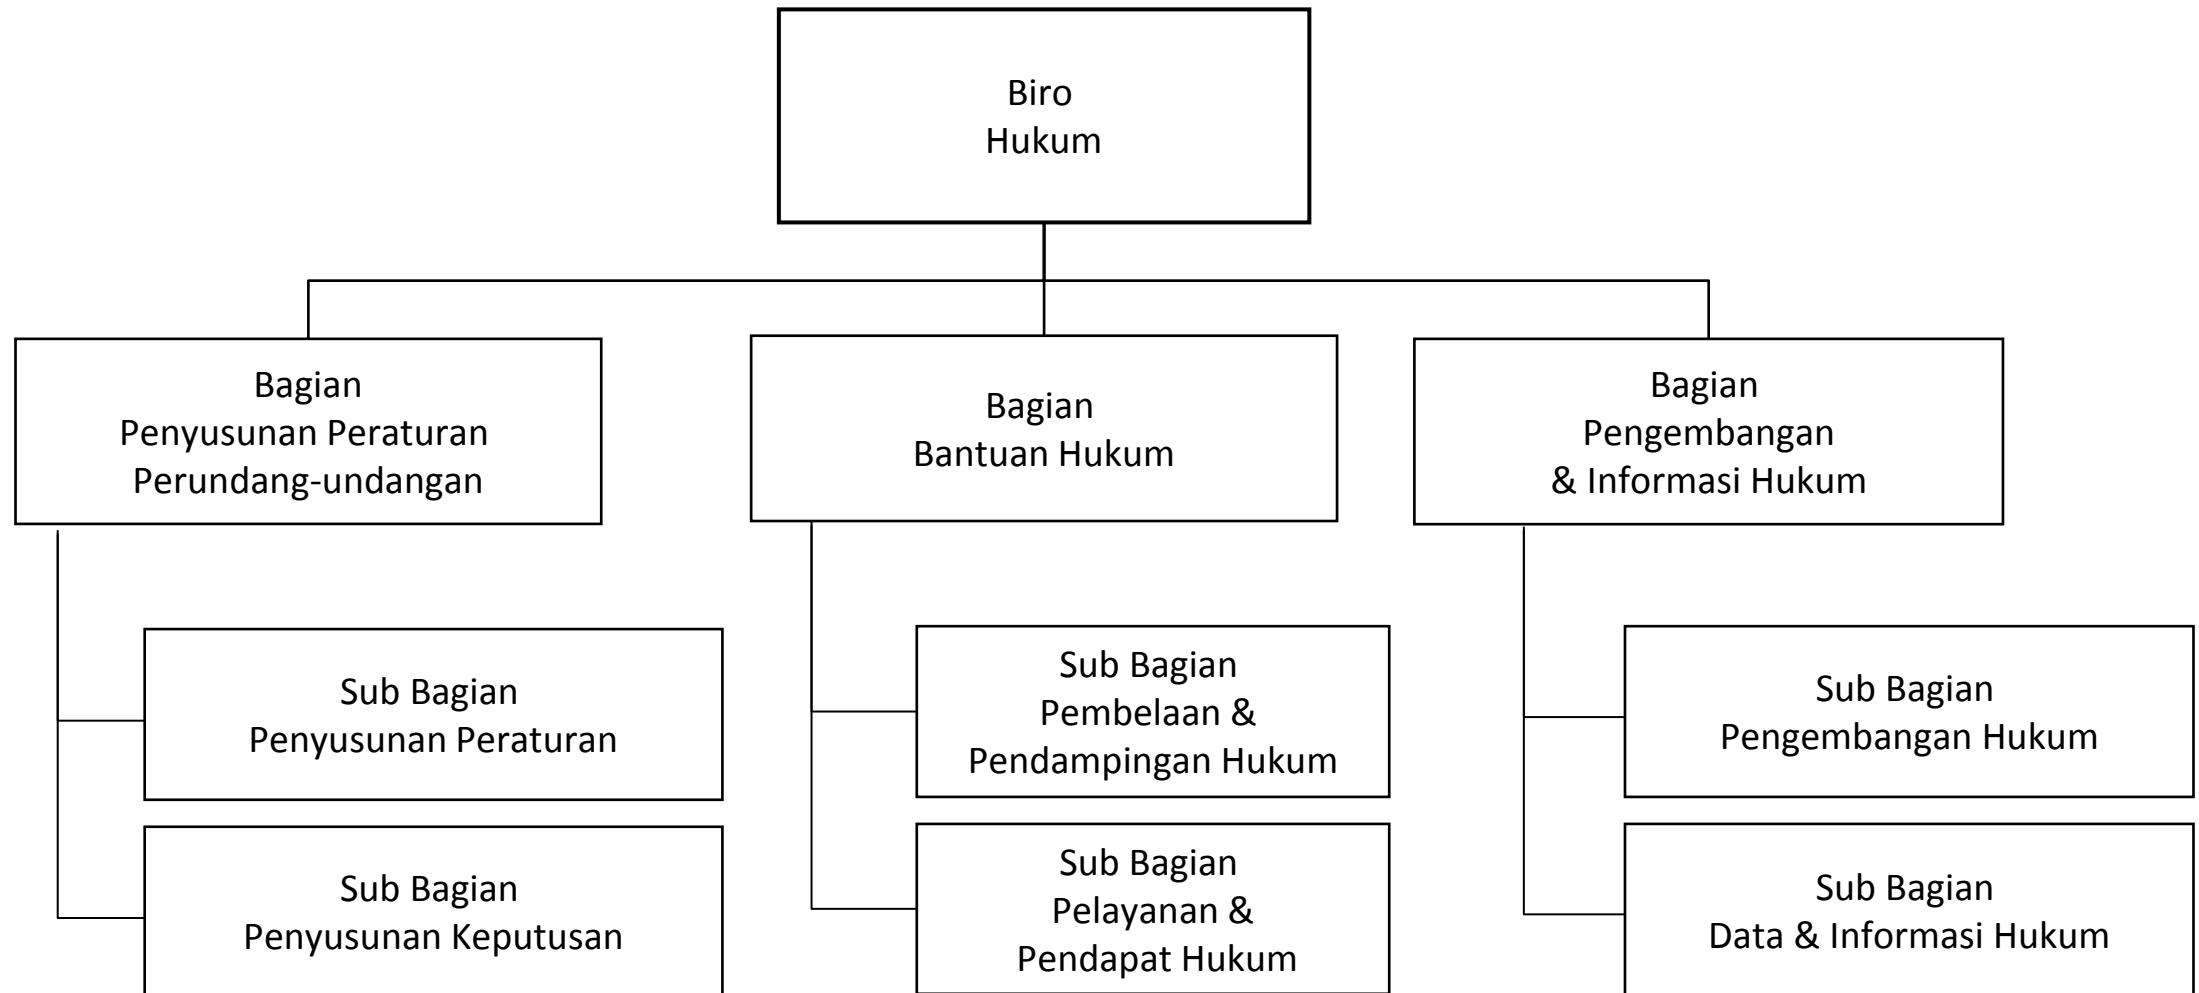 Biro
Hukum
Bagian
Penyusunan Peraturan
Perundang-undangan
Bagian
Bantuan Hukum
Bagian
Pengembangan
& Informasi Hukum
Sub Bagian
Penyusunan Peraturan
Sub Bagian
Penyusunan Keputusan
Sub Bagian
Pembelaan &
Pendampingan Hukum
Sub Bagian
Pelayanan &
Pendapat Hukum
Sub Bagian
Pengembangan Hukum
Sub Bagian
Data & Informasi Hukum